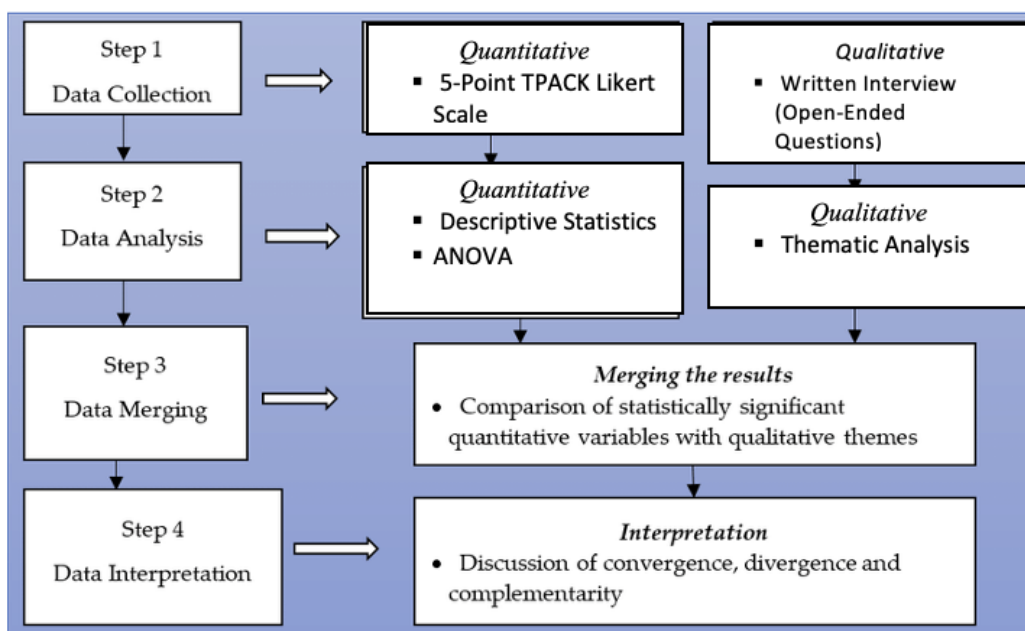 Step 1
Data Collection
Quantitative
▪ 5-Point TPACK Likert
Scale
Qualitative
▪ Written Interview
(Open-Ended
Questions)
Step 2
Data Analysis
Quantitative
▪ Descriptive Statistics
▪ ANOVA
Qualitative
▪ Thematic Analysis
Step 3
Data Merging
Merging the results
• Comparison of statistically significant
quantitative variables with qualitative themes
Step 4
Data Interpretation
Interpretation
• Discussion of convergence, divergence and
complementarity